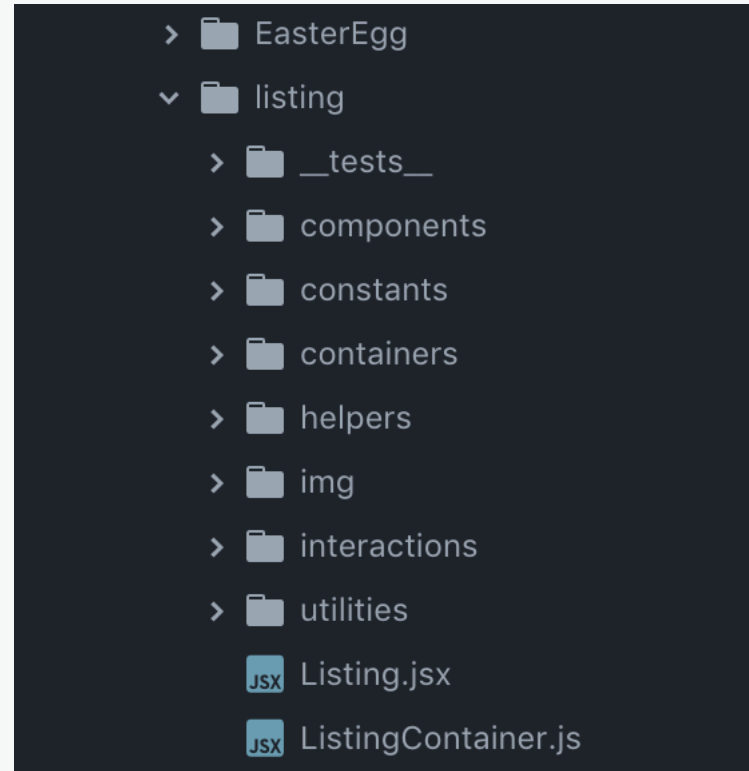 EasterEgg
listing
__tests__
components
constants
containers
helpers
img
interactions
utilities
JSX Listing.jsx
JSX ListingContainer.js